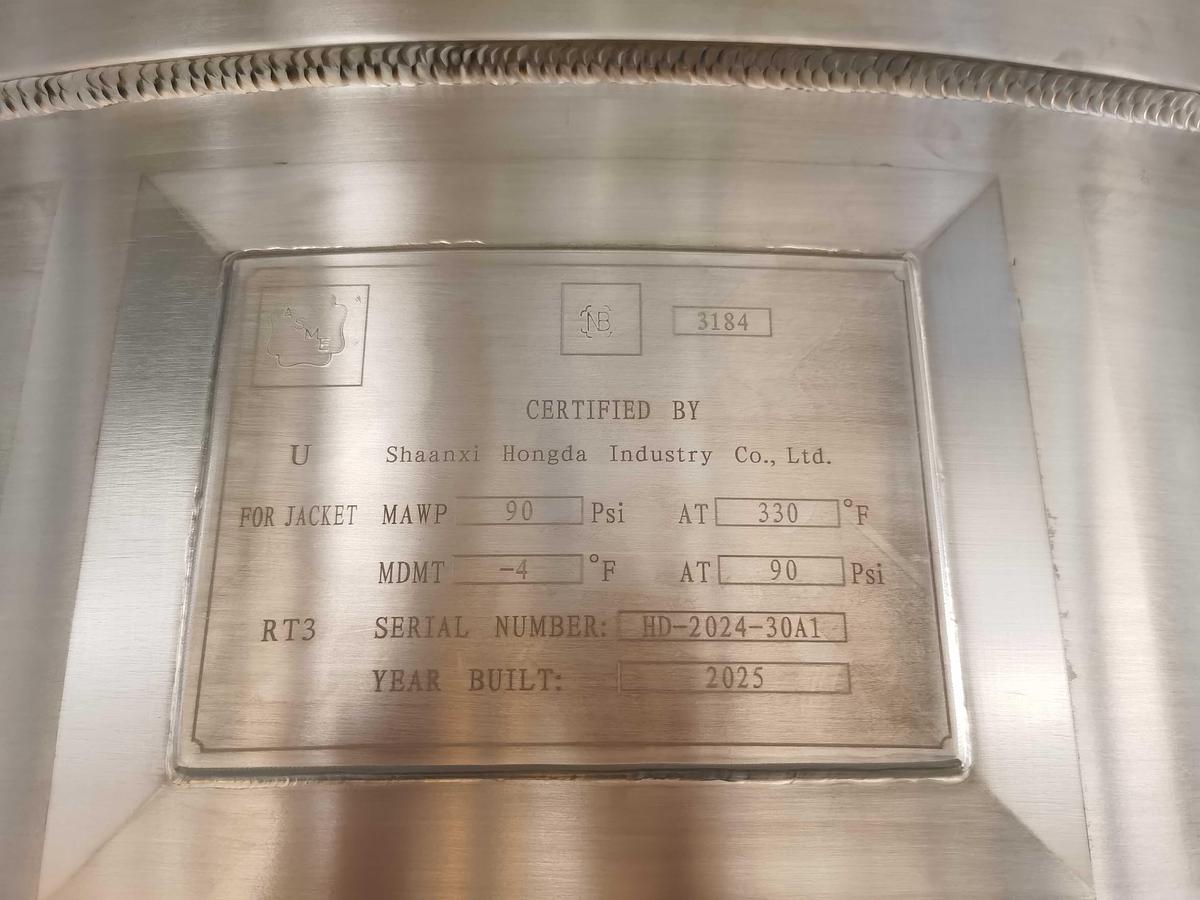 ASME NB 3184
CERTIFIED BY
U Shaanxi Hongda Industry Co., Ltd.
FOR JACKET MAWP 90 Psi AT 330 °F
MDMT -4 °F AT 90 Psi
RT3 SERIAL NUMBER: HD-2024-30A1
YEAR BUILT: 2025